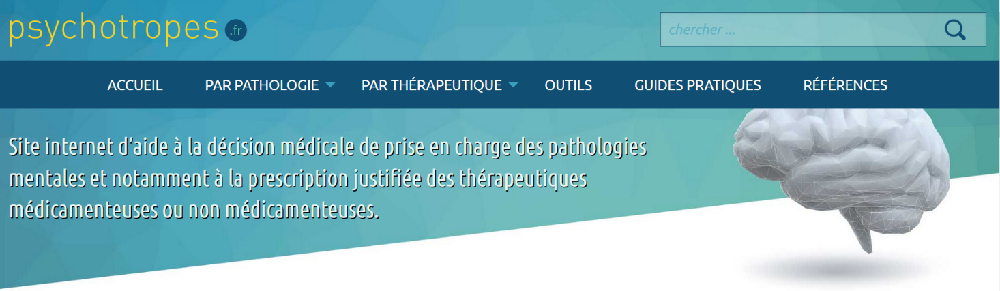 psychotropes .fr
chercher ...
ACCUEIL PAR PATHOLOGIE PAR THÉRAPEUTIQUE OUTILS GUIDES PRATIQUES RÉFÉRENCES
Site internet d'aide à la décision médicale de prise en charge des pathologies
mentales et notamment à la prescription justifiée des thérapeutiques
médicamenteuses ou non médicamenteuses.